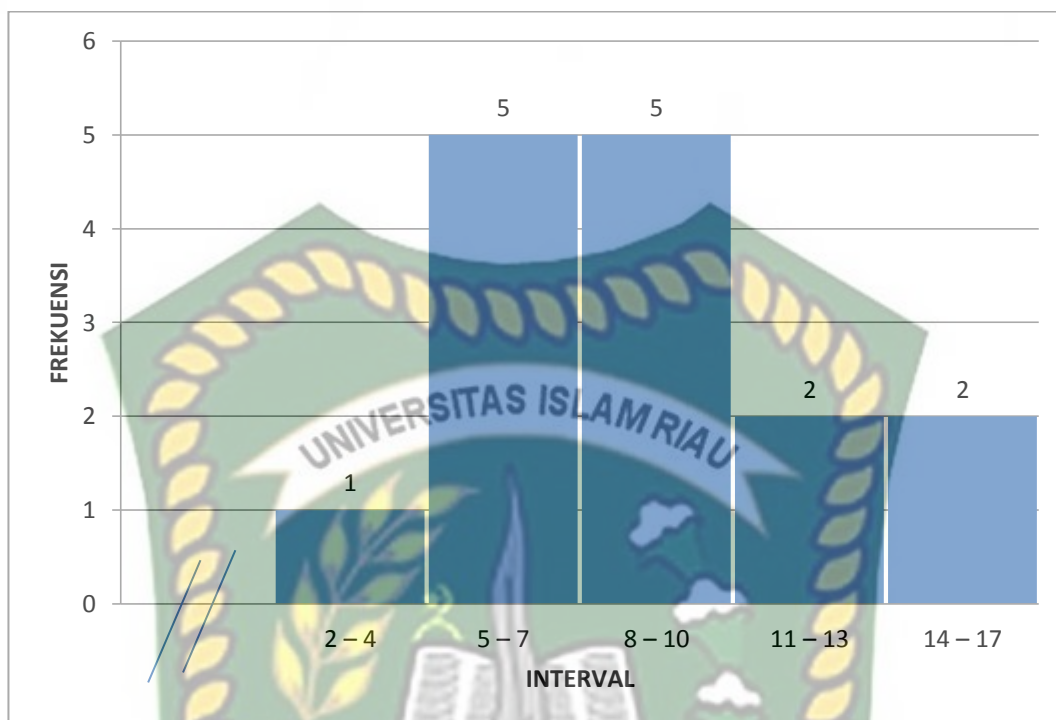 6
5
4
3
2
1
0
FREKUENSI
1
5
5
2
2
UNIVERSITAS ISLAM RIAU
2 – 4
5 – 7
8 – 10
11 – 13
14 – 17
INTERVAL